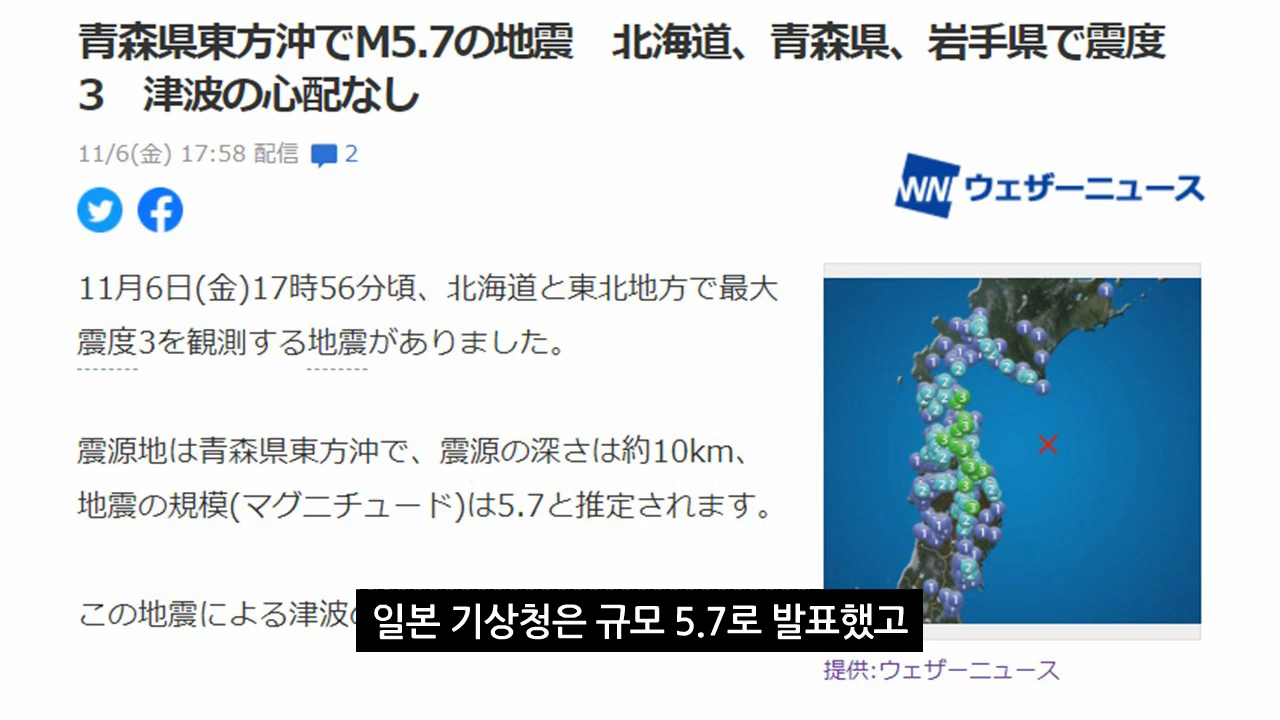 青森県東方沖でM5.7の地震　北海道、青森県、岩手県で震度
3　津波の心配なし
11/6(金) 17:58 配信 2
WNI ウェザーニュース
11月6日(金)17時56分頃、北海道と東北地方で最大
震度3を観測する地震がありました。
震源地は青森県東方沖で、震源の深さは約10km、
地震の規模(マグニチュード)は5.7と推定されます。
この地震による津波の
일본 기상청은 규모 5.7로 발표했고
提供:ウェザーニュース